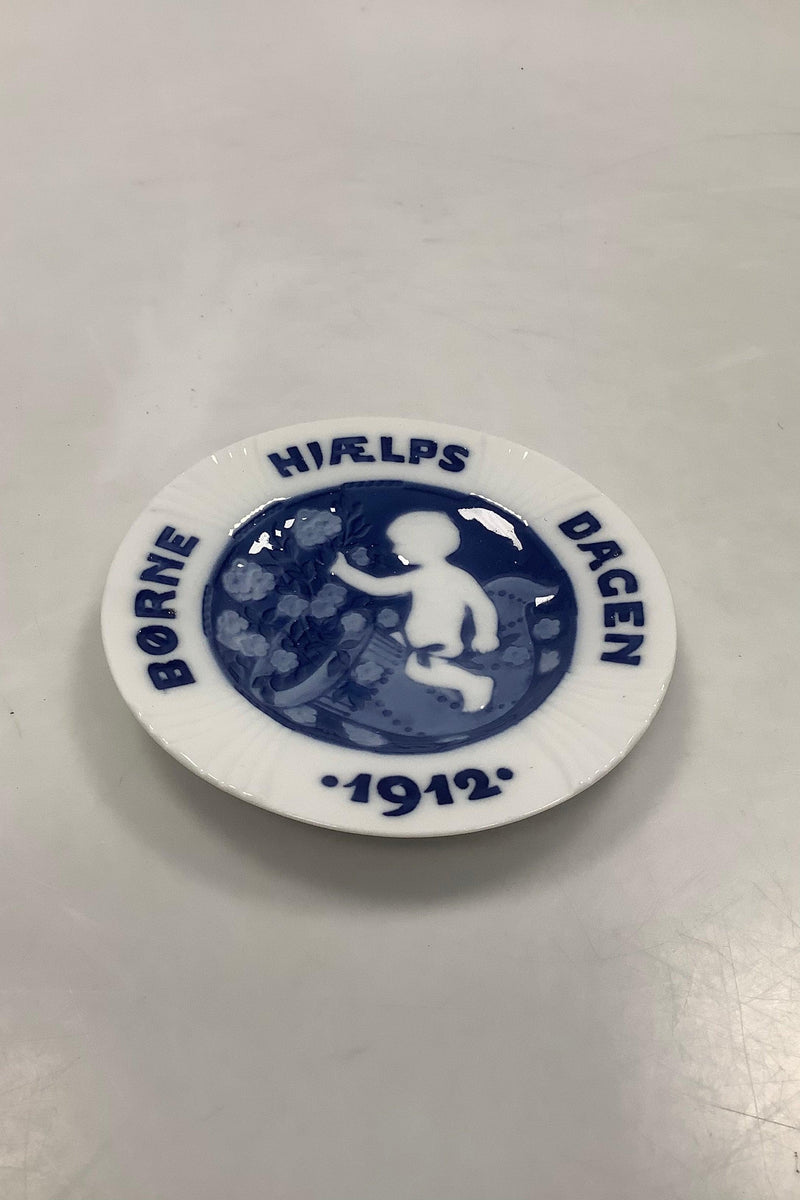 BØRNE
HJÆLPS
DAGEN
·1912·